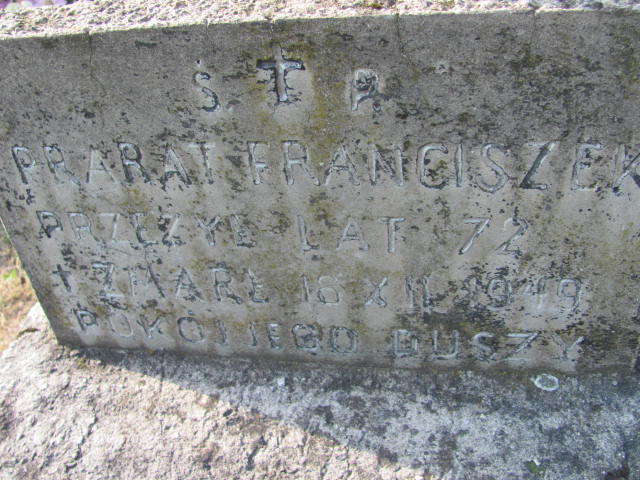 Ś. † P.
PRARAT FRANCISZEK
PRZEŻYŁ LAT 72
† ZMARŁ 16 XII. 1949
POKÓJ JEGO DUSZY